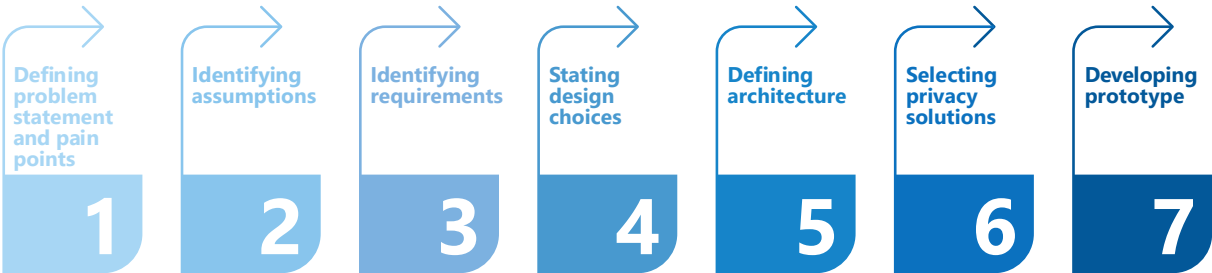 Defining
problem
statement
and pain
points
1
Identifying
assumptions
2
Identifying
requirements
3
Stating
design
choices
4
Defining
architecture
5
Selecting
privacy
solutions
6
Developing
prototype
7